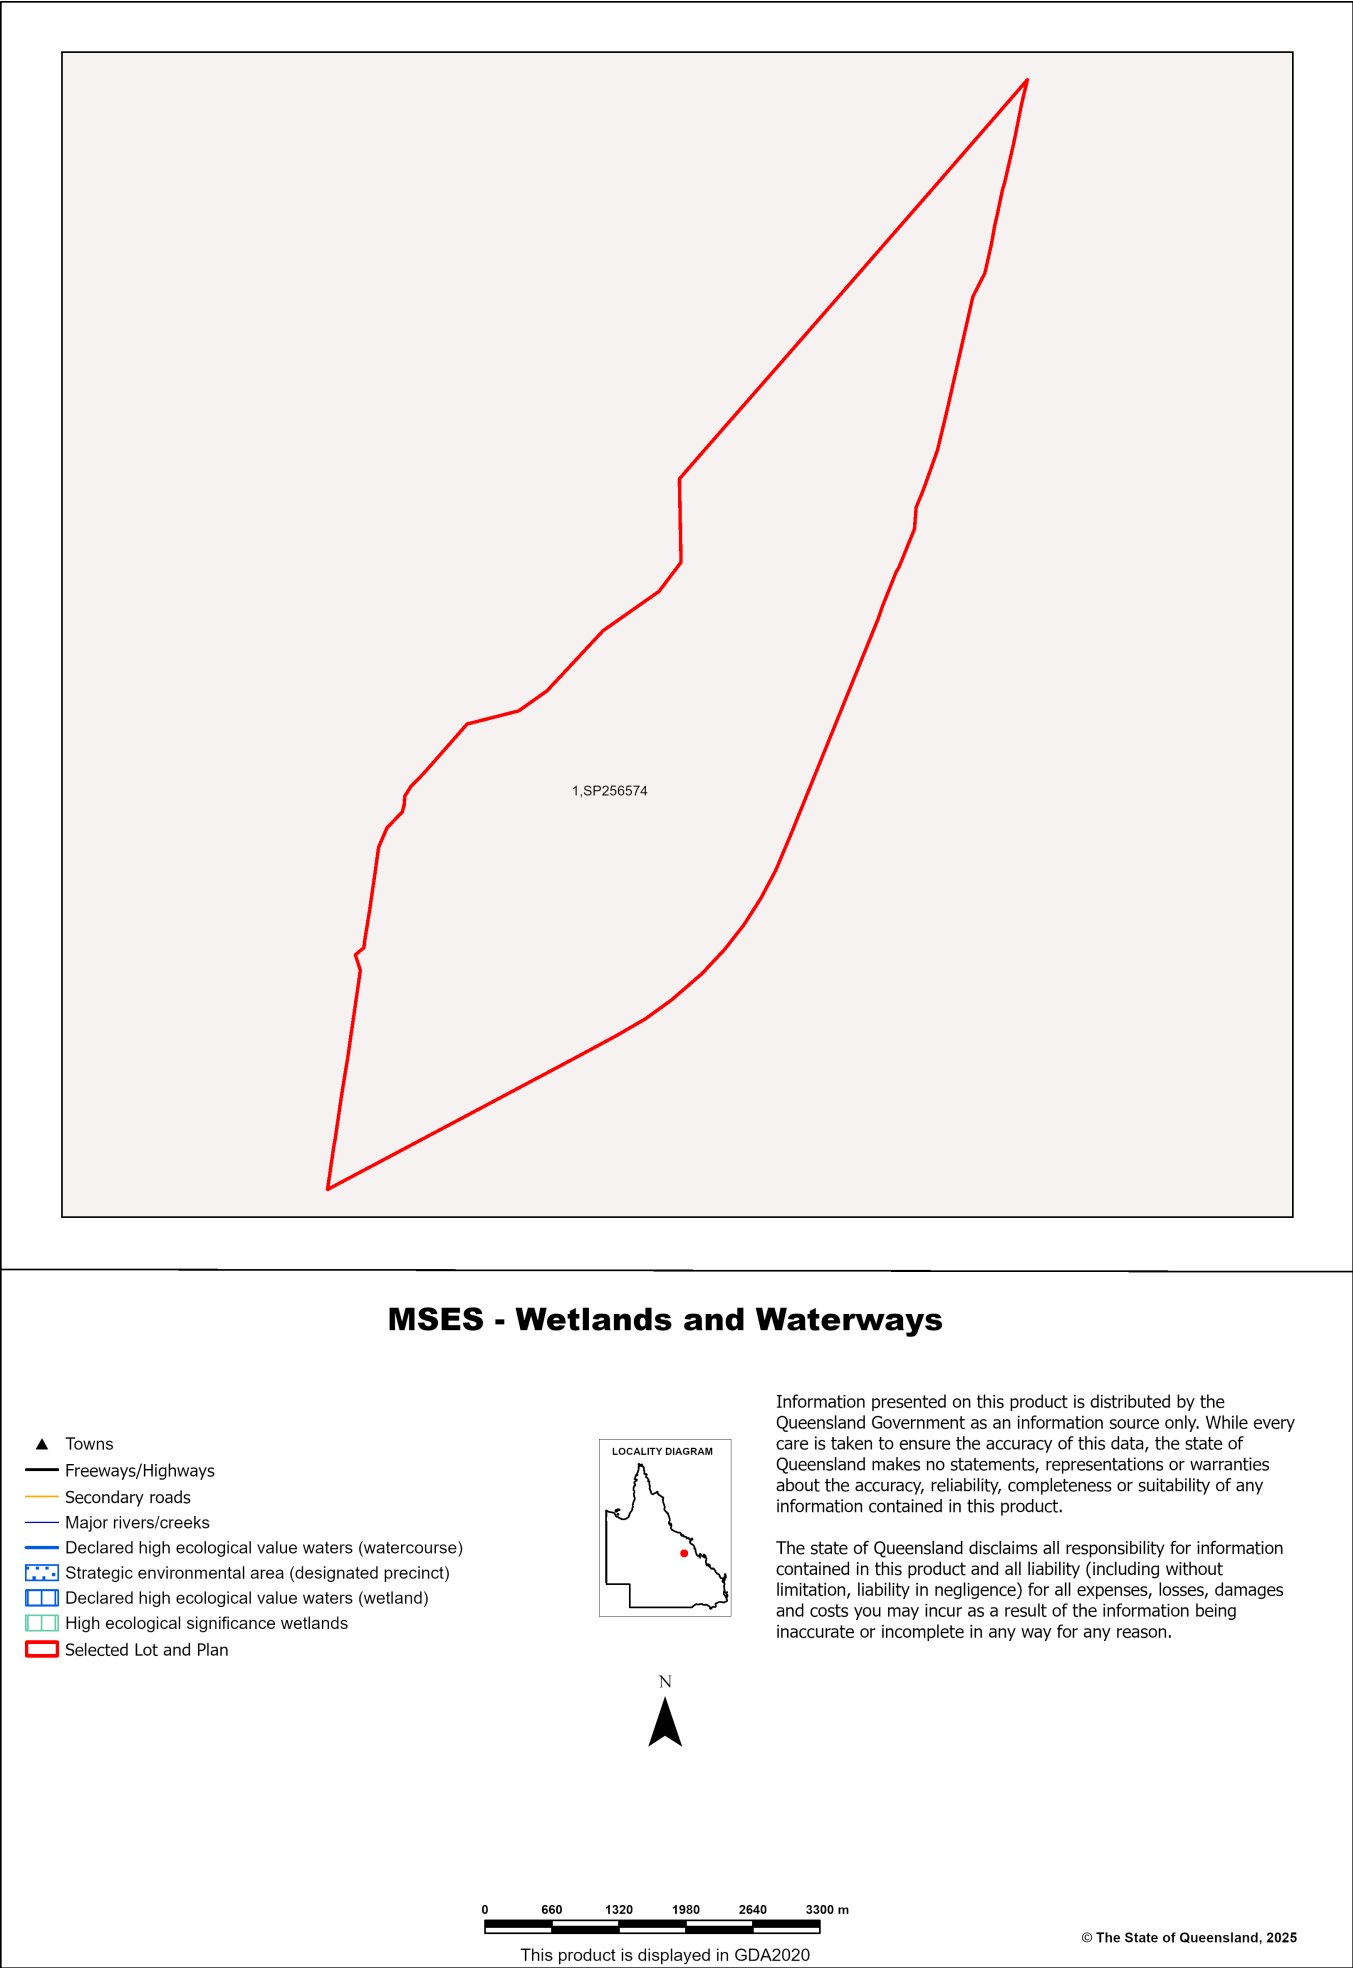 1,SP256574
MSES - Wetlands and Waterways
Towns
Freeways/Highways
Secondary roads
Major rivers/creeks
Declared high ecological value waters (watercourse)
Strategic environmental area (designated precinct)
Declared high ecological value waters (wetland)
High ecological significance wetlands
Selected Lot and Plan
LOCALITY DIAGRAM
N
Information presented on this product is distributed by the
Queensland Government as an information source only. While every
care is taken to ensure the accuracy of this data, the state of
Queensland makes no statements, representations or warranties
about the accuracy, reliability, completeness or suitability of any
information contained in this product.
The state of Queensland disclaims all responsibility for information
contained in this product and all liability (including without
limitation, liability in negligence) for all expenses, losses, damages
and costs you may incur as a result of the information being
inaccurate or incomplete in any way for any reason.
0 660 1320 1980 2640 3300 m
This product is displayed in GDA2020
© The State of Queensland, 2025